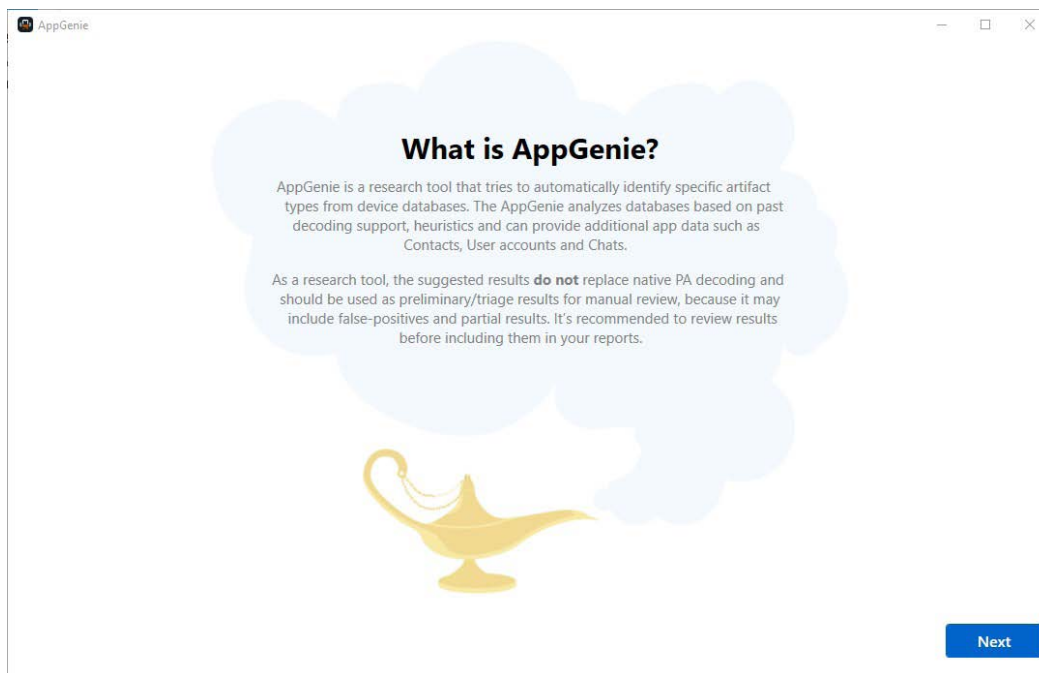 AppGenie
What is AppGenie?
AppGenie is a research tool that tries to automatically identify specific artifact
types from device databases. The AppGenie analyzes databases based on past
decoding support, heuristics and can provide additional app data such as
Contacts, User accounts and Chats.
As a research tool, the suggested results do not replace native PA decoding and
should be used as preliminary/triage results for manual review, because it may
include false-positives and partial results. It's recommended to review results
before including them in your reports.
Next